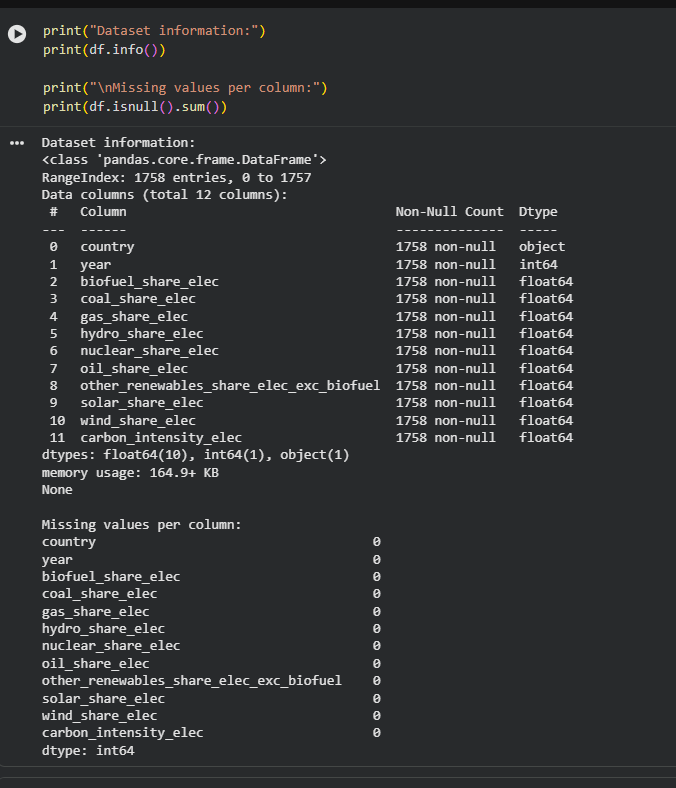 print("Dataset information:")
print(df.info())
print("\nMissing values per column:")
print(df.isnull().sum())
Dataset information:
<class 'pandas.core.frame.DataFrame'>
RangeIndex: 1758 entries, 0 to 1757
Data columns (total 12 columns):
 #   Column                                Non-Null Count  Dtype
---  ------                                --------------  -----
 0   country                               1758 non-null   object
 1   year                                  1758 non-null   int64
 2   biofuel_share_elec                    1758 non-null   float64
 3   coal_share_elec                       1758 non-null   float64
 4   gas_share_elec                        1758 non-null   float64
 5   hydro_share_elec                      1758 non-null   float64
 6   nuclear_share_elec                    1758 non-null   float64
 7   oil_share_elec                        1758 non-null   float64
 8   other_renewables_share_elec_exc_biofuel  1758 non-null   float64
 9   solar_share_elec                      1758 non-null   float64
 10  wind_share_elec                       1758 non-null   float64
 11  carbon_intensity_elec                 1758 non-null   float64
dtypes: float64(10), int64(1), object(1)
memory usage: 164.9+ KB
None
Missing values per column:
country                                    0
year                                       0
biofuel_share_elec                         0
coal_share_elec                            0
gas_share_elec                             0
hydro_share_elec                           0
nuclear_share_elec                         0
oil_share_elec                             0
other_renewables_share_elec_exc_biofuel    0
solar_share_elec                           0
wind_share_elec                            0
carbon_intensity_elec                      0
dtype: int64